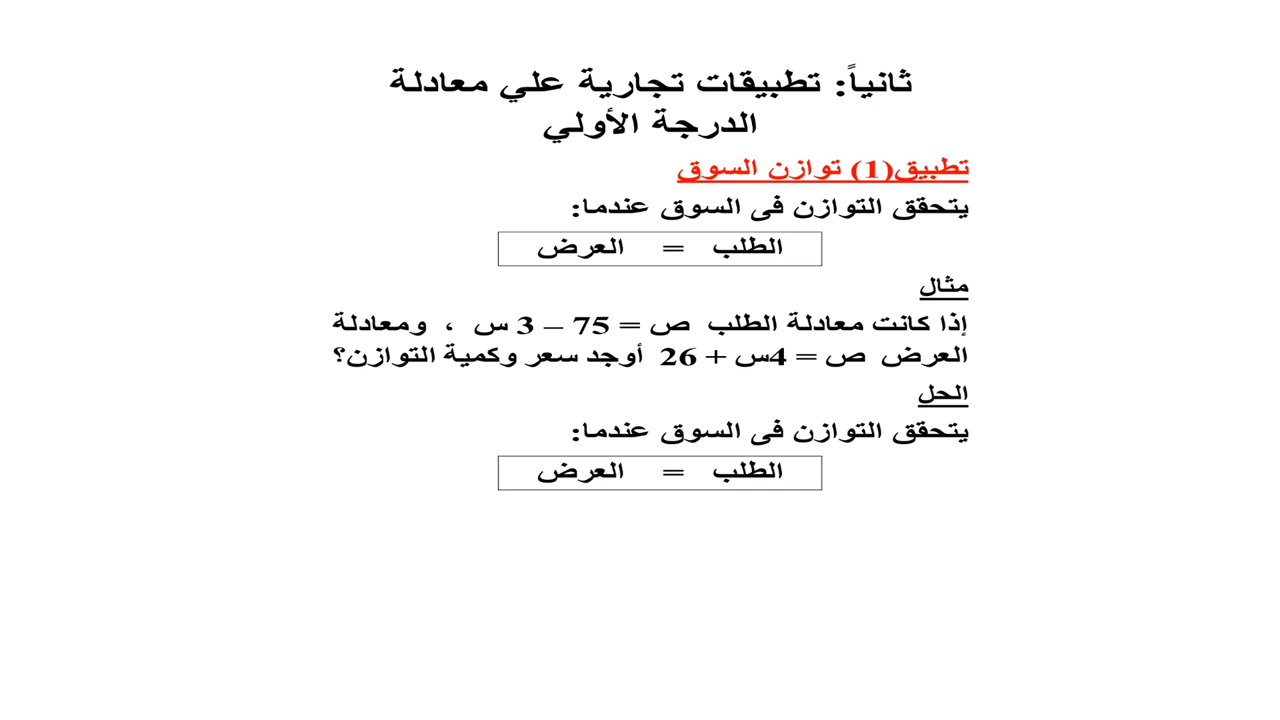 ثانياً: تطبيقات تجارية علي معادلة
الدرجة الأولي
تطبيق(1) توازن السوق
يتحقق التوازن فى السوق عندما:
الطلب = العرض
مثال
إذا كانت معادلة الطلب ص = 75 – 3 س ، ومعادلة
العرض ص = 4س + 26 أوجد سعر وكمية التوازن؟
الحل
يتحقق التوازن فى السوق عندما:
الطلب = العرض